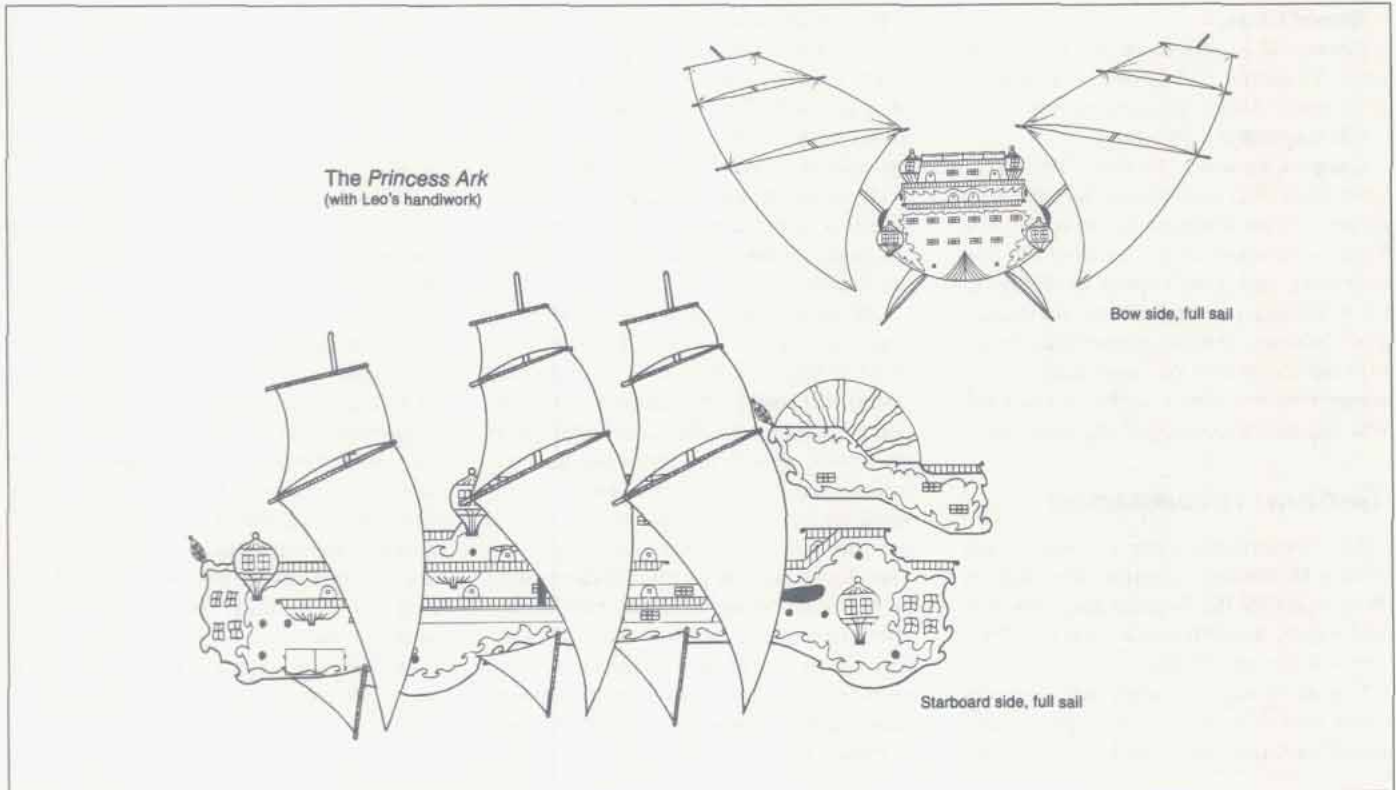 The Princess Ark
(with Leo's handiwork)
Bow side, full sail
Starboard side, full sail